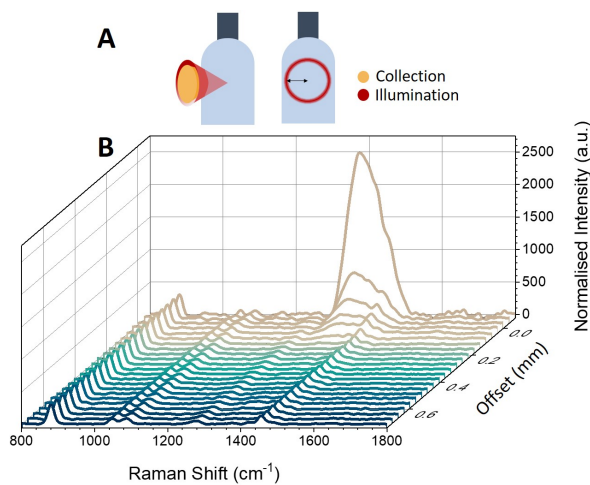 A
Collection
Illumination
B
2500
2000
1500
1000
500
0
Normalised Intensity (a.u.)
0.0
0.2
0.4
0.6
Offset (mm)
800
1000
1200
1400
1600
1800
Raman Shift (cm⁻¹)